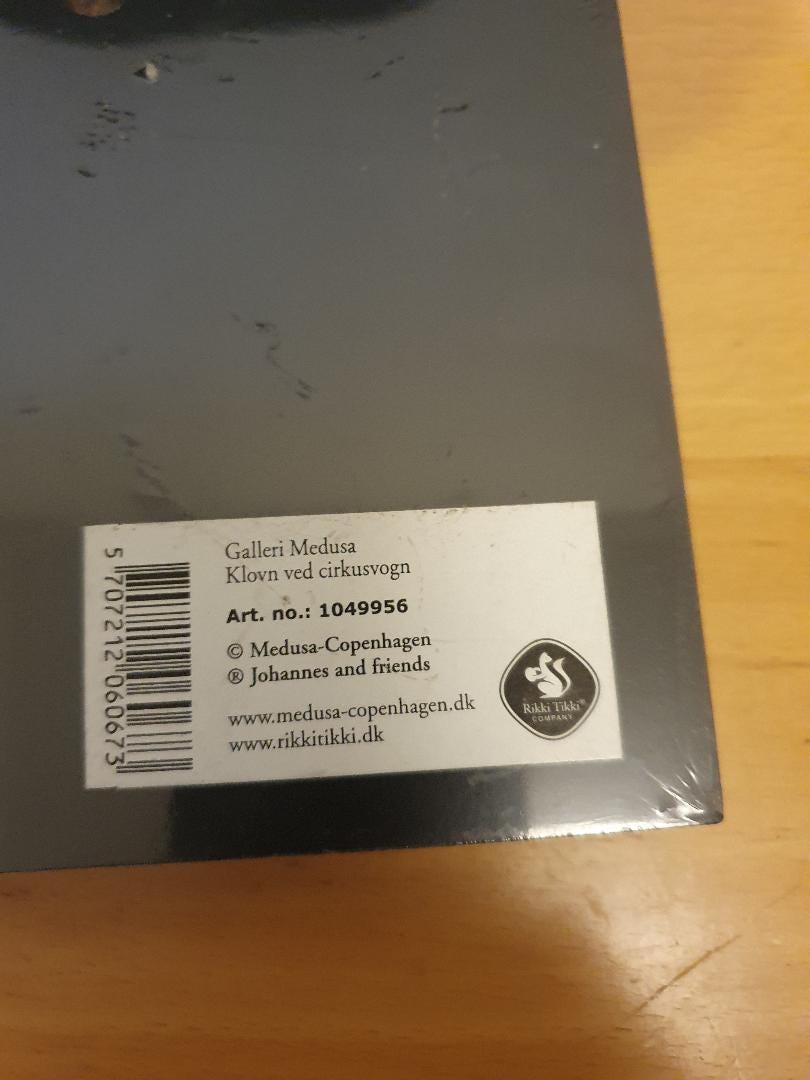 Galleri Medusa
Klovn ved cirkusvogn
Art. no.: 1049956
© Medusa-Copenhagen
® Johannes and friends
www.medusa-copenhagen.dk
www.rikkitikki.dk
5 707212 060673
Rikki Tikki®
COMPANY